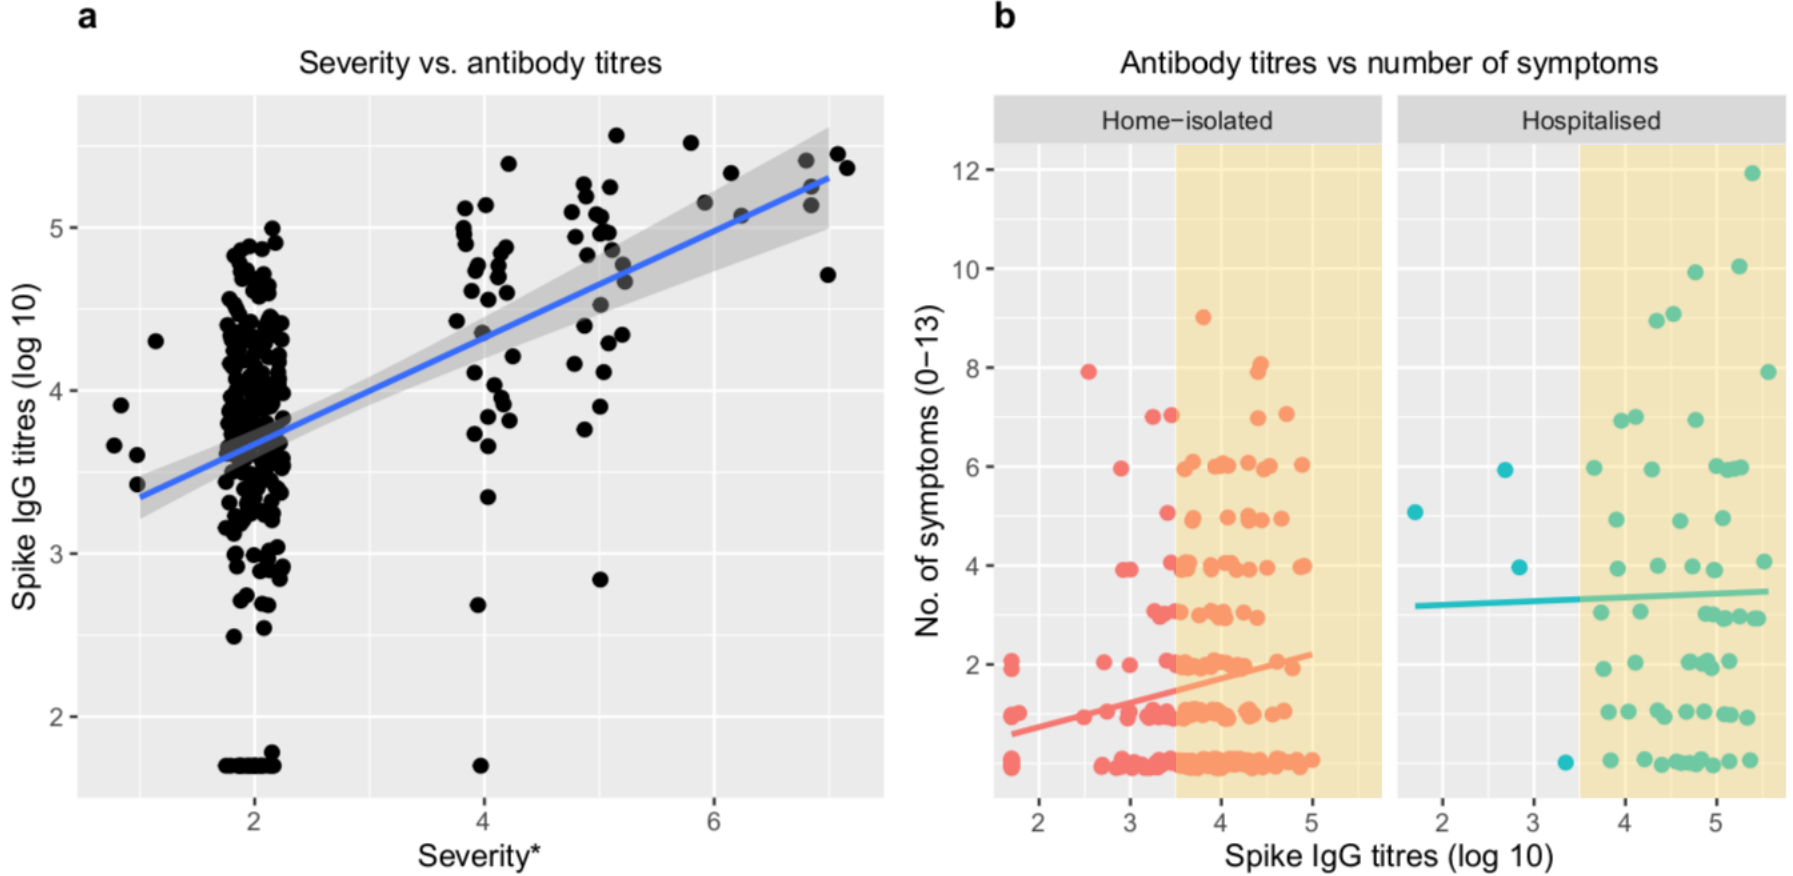 a
Severity vs. antibody titres
Spike IgG titres (log 10)
5
4
3
2
2
4
6
Severity*
b
Antibody titres vs number of symptoms
Home−isolated
Hospitalised
No. of symptoms (0−13)
12
10
8
6
4
2
2
3
4
5
2
3
4
5
Spike IgG titres (log 10)